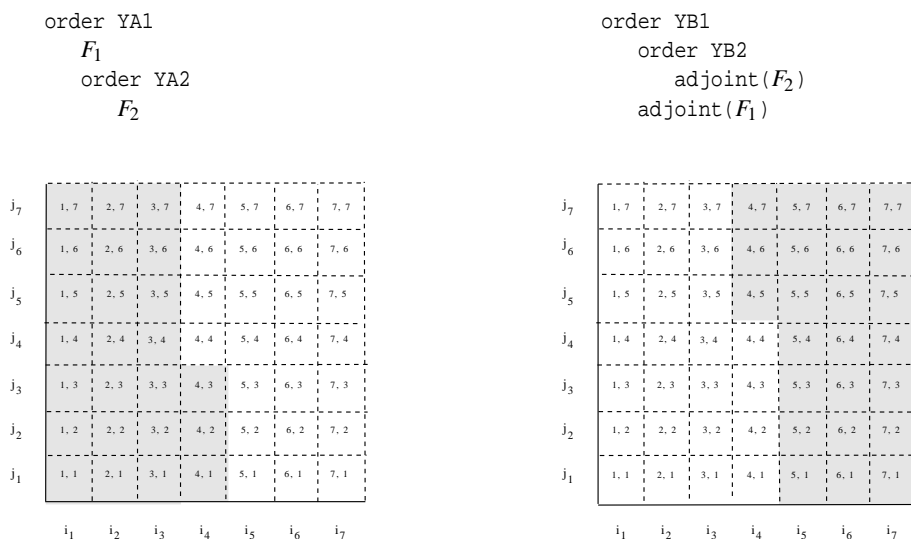 order YA1
F1
order YA2
F2
order YB1
order YB2
adjoint(F2)
adjoint(F1)
j7 1, 7 2, 7 3, 7 4, 7 5, 7 6, 7 7, 7
j6 1, 6 2, 6 3, 6 4, 6 5, 6 6, 6 7, 6
j5 1, 5 2, 5 3, 5 4, 5 5, 5 6, 5 7, 5
j4 1, 4 2, 4 3, 4 4, 4 5, 4 6, 4 7, 4
j3 1, 3 2, 3 3, 3 4, 3 5, 3 6, 3 7, 3
j2 1, 2 2, 2 3, 2 4, 2 5, 2 6, 2 7, 2
j1 1, 1 2, 1 3, 1 4, 1 5, 1 6, 1 7, 1
i1 i2 i3 i4 i5 i6 i7
j7 1, 7 2, 7 3, 7 4, 7 5, 7 6, 7 7, 7
j6 1, 6 2, 6 3, 6 4, 6 5, 6 6, 6 7, 6
j5 1, 5 2, 5 3, 5 4, 5 5, 5 6, 5 7, 5
j4 1, 4 2, 4 3, 4 4, 4 5, 4 6, 4 7, 4
j3 1, 3 2, 3 3, 3 4, 3 5, 3 6, 3 7, 3
j2 1, 2 2, 2 3, 2 4, 2 5, 2 6, 2 7, 2
j1 1, 1 2, 1 3, 1 4, 1 5, 1 6, 1 7, 1
i1 i2 i3 i4 i5 i6 i7